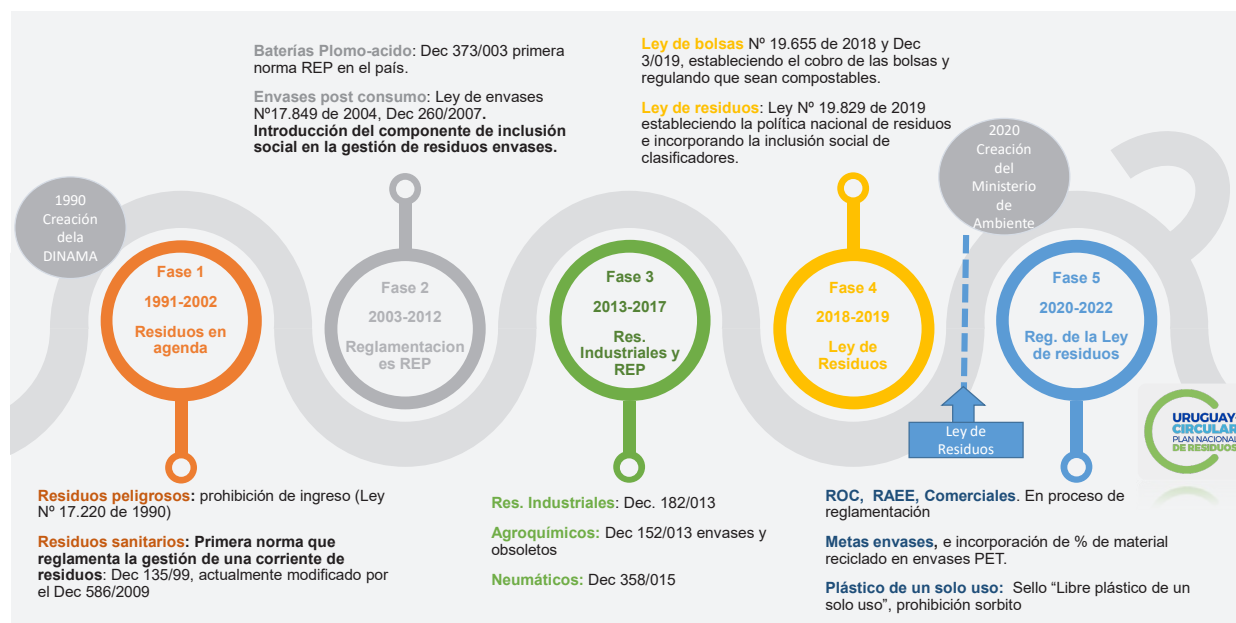 Baterías Plomo-acido: Dec 373/003 primera
norma REP en el país.
Envases post consumo: Ley de envases
Nº17.849 de 2004, Dec 260/2007.
Introducción del componente de inclusión
social en la gestión de residuos envases.
Ley de bolsas Nº 19.655 de 2018 y Dec
3/019, estableciendo el cobro de las bolsas y
regulando que sean compostables.
Ley de residuos: Ley Nº 19.829 de 2019
estableciendo la política nacional de residuos
e incorporando la inclusión social de
clasificadores.
1990
Creación
dela
DINAMA
2020
Creación
del
Ministerio
de
Ambiente
Fase 1
1991-2002
Residuos en
agenda
Fase 2
2003-2012
Reglamentacion
es REP
Fase 3
2013-2017
Res.
Industriales y
REP
Fase 4
2018-2019
Ley de
Residuos
Fase 5
2020-2022
Reg. de la Ley
de residuos
Ley de
Residuos
URUGUAY+
CIRCULAR
PLAN NACIONAL
DE RESIDUOS
Residuos peligrosos: prohibición de ingreso (Ley
Nº 17.220 de 1990)
Residuos sanitarios: Primera norma que
reglamenta la gestión de una corriente de
residuos: Dec 135/99, actualmente modificado por
el Dec 586/2009
Res. Industriales: Dec. 182/013
Agroquímicos: Dec 152/013 envases y
obsoletos
Neumáticos: Dec 358/015
ROC, RAEE, Comerciales. En proceso de
reglamentación
Metas envases, e incorporación de % de material
reciclado en envases PET.
Plástico de un solo uso: Sello “Libre plástico de un
solo uso”, prohibición sorbito